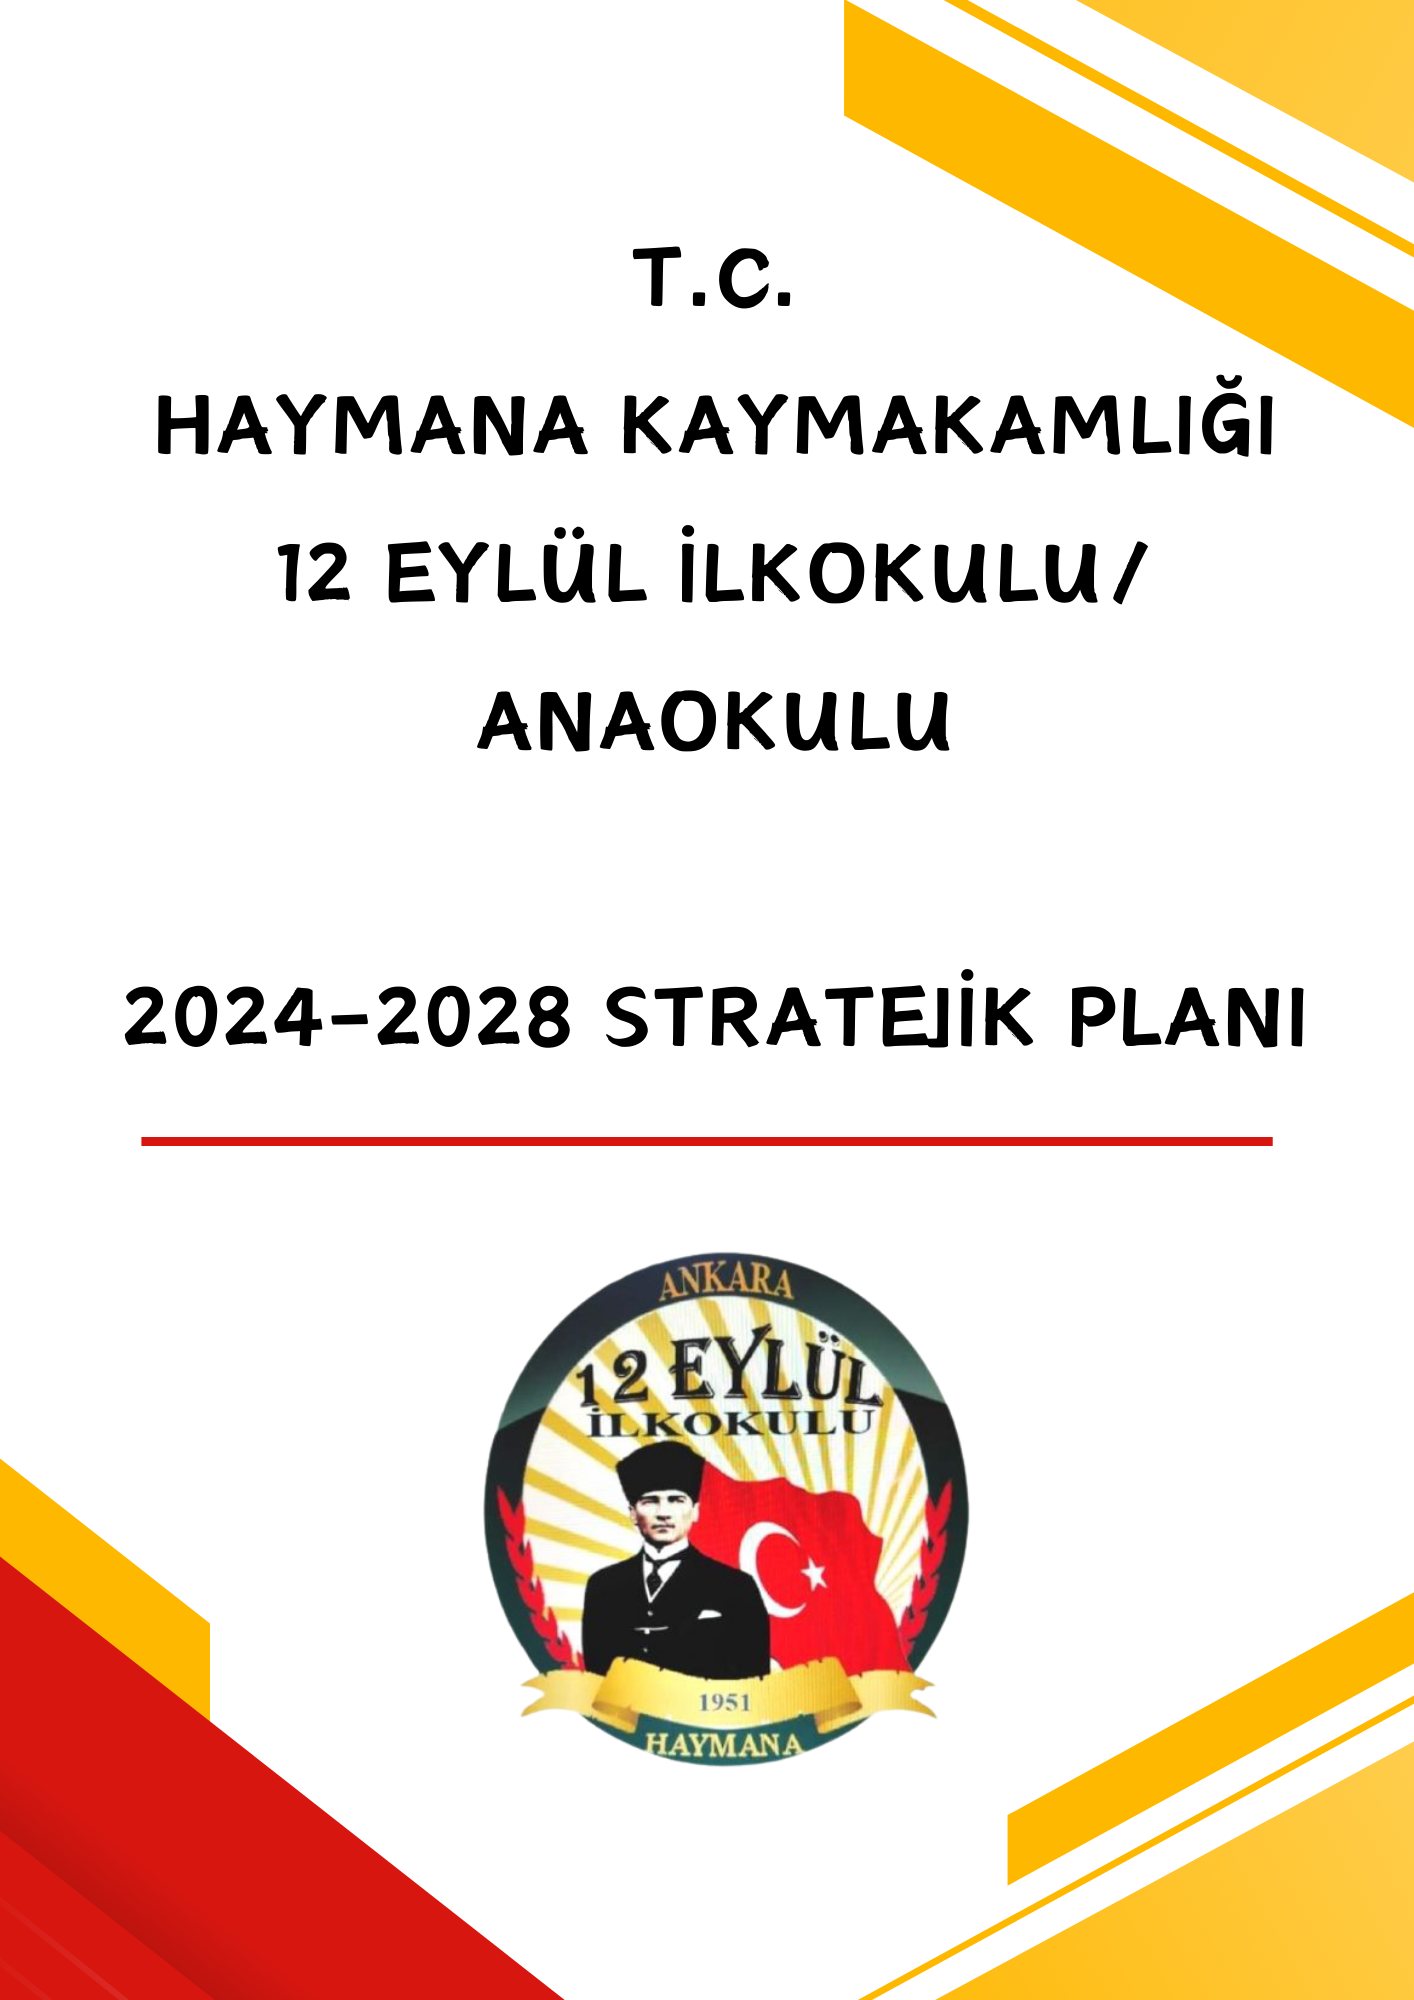 T.C.
HAYMANA KAYMAKAMLIĞI
12 EYLÜL İLKOKULU/
ANAOKULU
2024-2028 STRATEJİK PLANI
ANKARA
12 EYLÜL
İLKOKULU
1951
HAYMANA